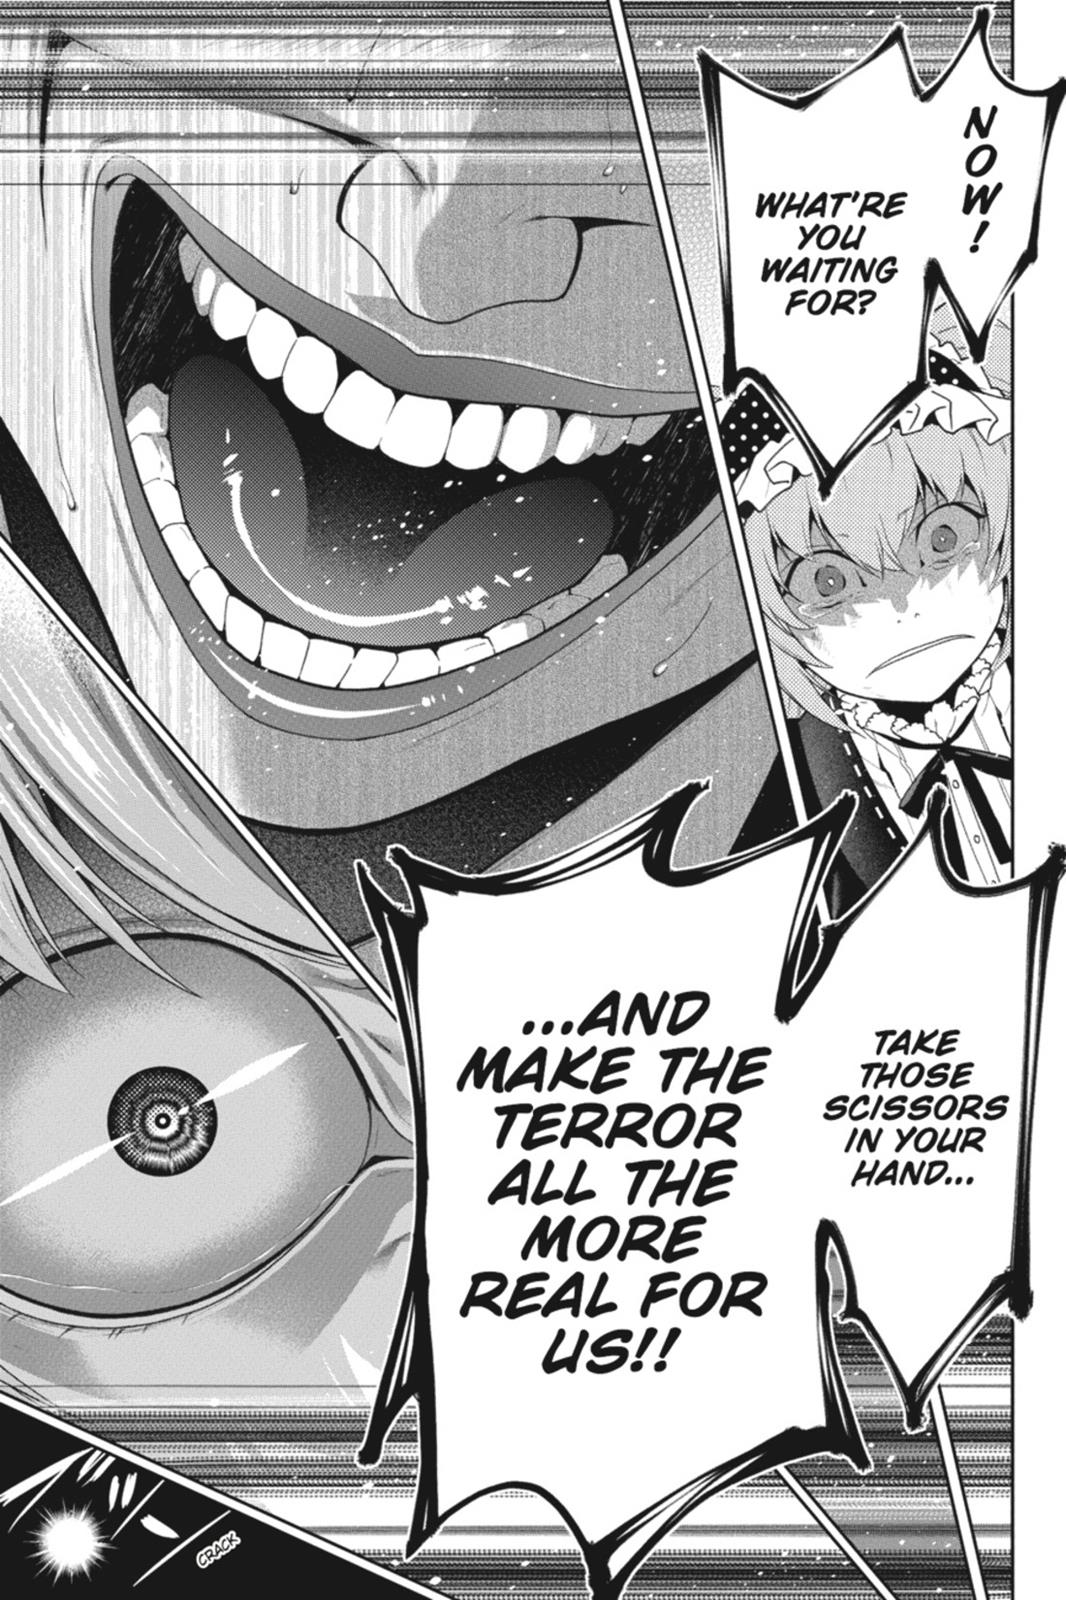 NOW!
WHAT'RE
YOU
WAITING
FOR?
TAKE
THOSE
SCISSORS
IN YOUR
HAND...
...AND
MAKE THE
TERROR
ALL THE
MORE
REAL FOR
US!!
CRACK